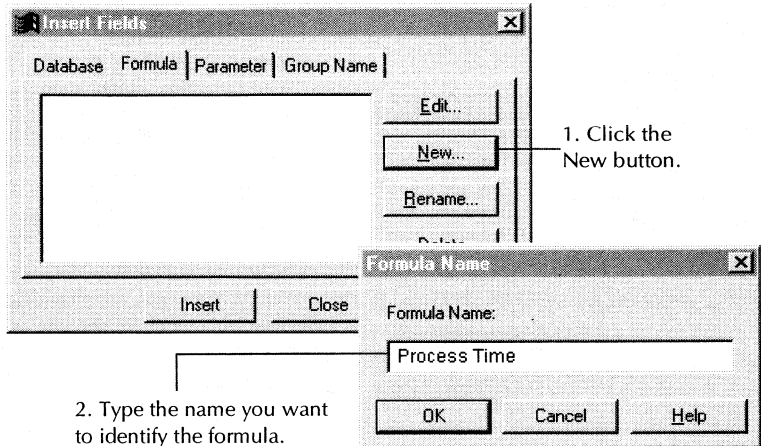 Insert Fields
Database Formula Parameter Group Name
Edit...
New...
Rename...
Delete
Insert Close
1. Click the
New button.
Formula Name
Formula Name:
Process Time
OK Cancel Help
2. Type the name you want
to identify the formula.